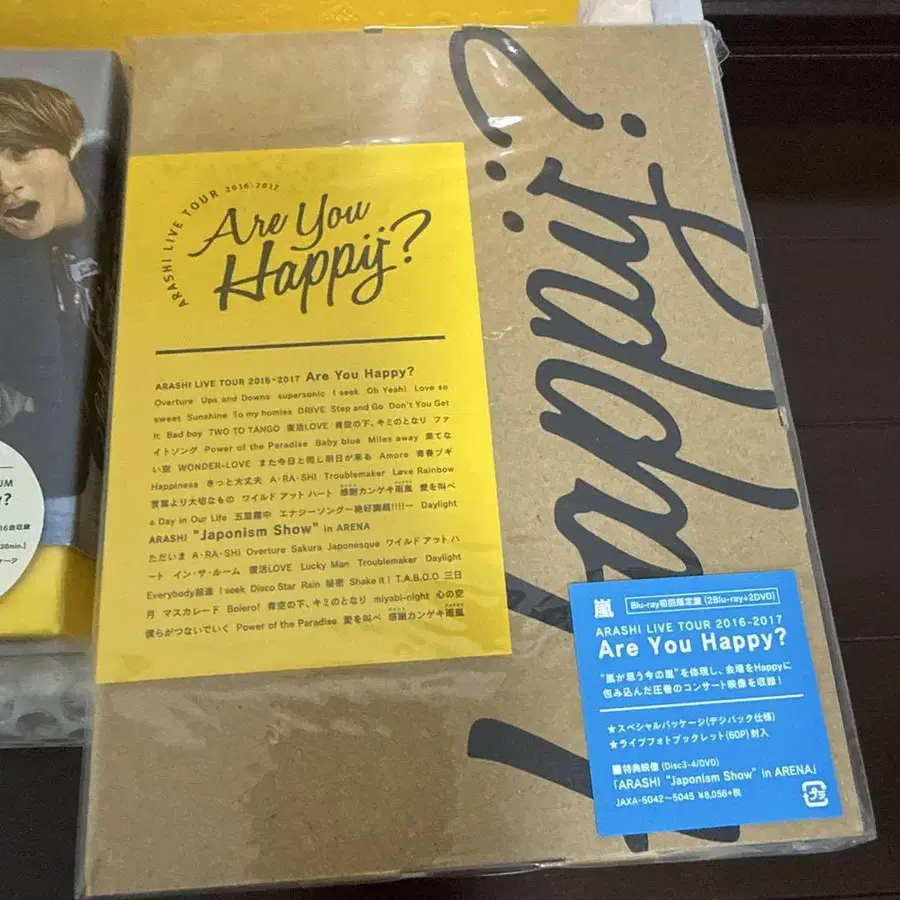 ARASHI LIVE TOUR 2016-2017
Are You
Happy?
ARASHI LIVE TOUR 2016-2017 Are You Happy?
Overture Ups and Downs supersonic I seek Oh Yeah! Love so
sweet Sunshine To my homies DRIVE Step and Go Don't You Get
It Bad boy TWO TO TANGO 復活LOVE 青空の下、キミのとなり ファ
イトソング Power of the Paradise Baby blue Miles away 果てな
い空 WONDER-LOVE また今日と同じ明日が来る Amore 青春ブギ
Happiness きっと大丈夫 A・RA・SHI Troublemaker Love Rainbow
言葉より大切なもの ワイルド アット ハート 感謝カンゲキ雨嵐 愛を叫べ
a Day in Our Life 五里霧中 エナジーソング〜絶好調超!!!!〜 Daylight
ARASHI "Japonism Show" in ARENA
ただいま A・RA・SHI Overture Sakura Japonesque ワイルド アット ハ
ート イン・ザ・ルーム 復活LOVE Lucky Man Troublemaker Daylight
Everybody前進 I seek Disco Star Rain 秘密 Shake it! T.A.B.O.O 三日
月 マスカレード Bolero! 青空の下、キミのとなり miyabi-night 心の空
僕らがつないでいく Power of the Paradise 愛を叫べ 感謝カンゲキ雨嵐
Happy?
嵐 Blu-ray初回限定盤 (2Blu-ray+2DVD)
ARASHI LIVE TOUR 2016-2017
Are You Happy?
"嵐が思う今の嵐"を体現し、会場をHappyに
包み込んだ圧巻のコンサート映像を収録!
★スペシャルパッケージ(デジパック仕様)
★ライブフォトブックレット(60P)封入
■特典映像 (Disc3-4/DVD)
「ARASHI "Japonism Show" in ARENA」
JAXA-5042〜5045 ¥8,056+税
プラ
UM
y?
16曲収録
36min.]
ケージ